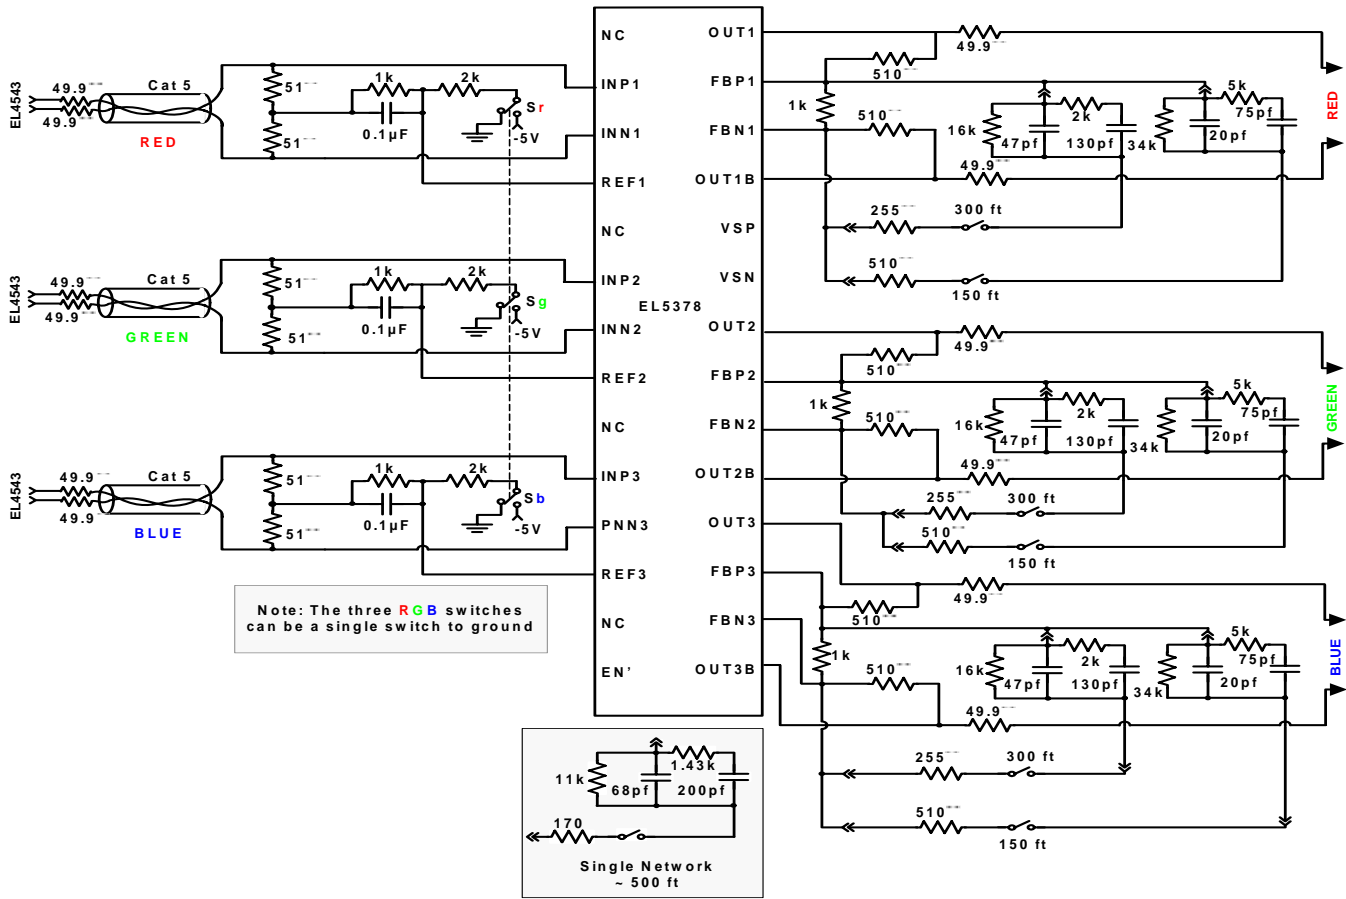 EL4543
49.9
49.9
Cat 5
RED
51
51
1k
0.1µF
2k
Sr
-5V
EL4543
49.9
49.9
Cat 5
GREEN
51
51
1k
0.1µF
2k
Sg
-5V
EL4543
49.9
49.9
Cat 5
BLUE
51
51
1k
0.1µF
2k
Sb
-5V
Note: The three RGB switches
can be a single switch to ground
NC
INP1
INN1
REF1
NC
INP2
INN2
REF2
NC
INP3
PNN3
REF3
NC
EN'
EL5378
OUT1
FBP1
FBN1
OUT1B
VSP
VSN
OUT2
FBP2
FBN2
OUT2B
OUT3
FBP3
FBN3
OUT3B
49.9
510
1k
510
49.9
16k
47pf
2k
130pf
34k
20pf
5k
75pf
255
300 ft
510
150 ft
RED
49.9
510
1k
510
49.9
16k
47pf
2k
130pf
34k
20pf
5k
75pf
255
300 ft
510
150 ft
GREEN
49.9
510
1k
510
49.9
16k
47pf
2k
130pf
34k
20pf
5k
75pf
255
300 ft
510
150 ft
BLUE
11k
68pf
1.43k
200pf
170
Single Network
~ 500 ft